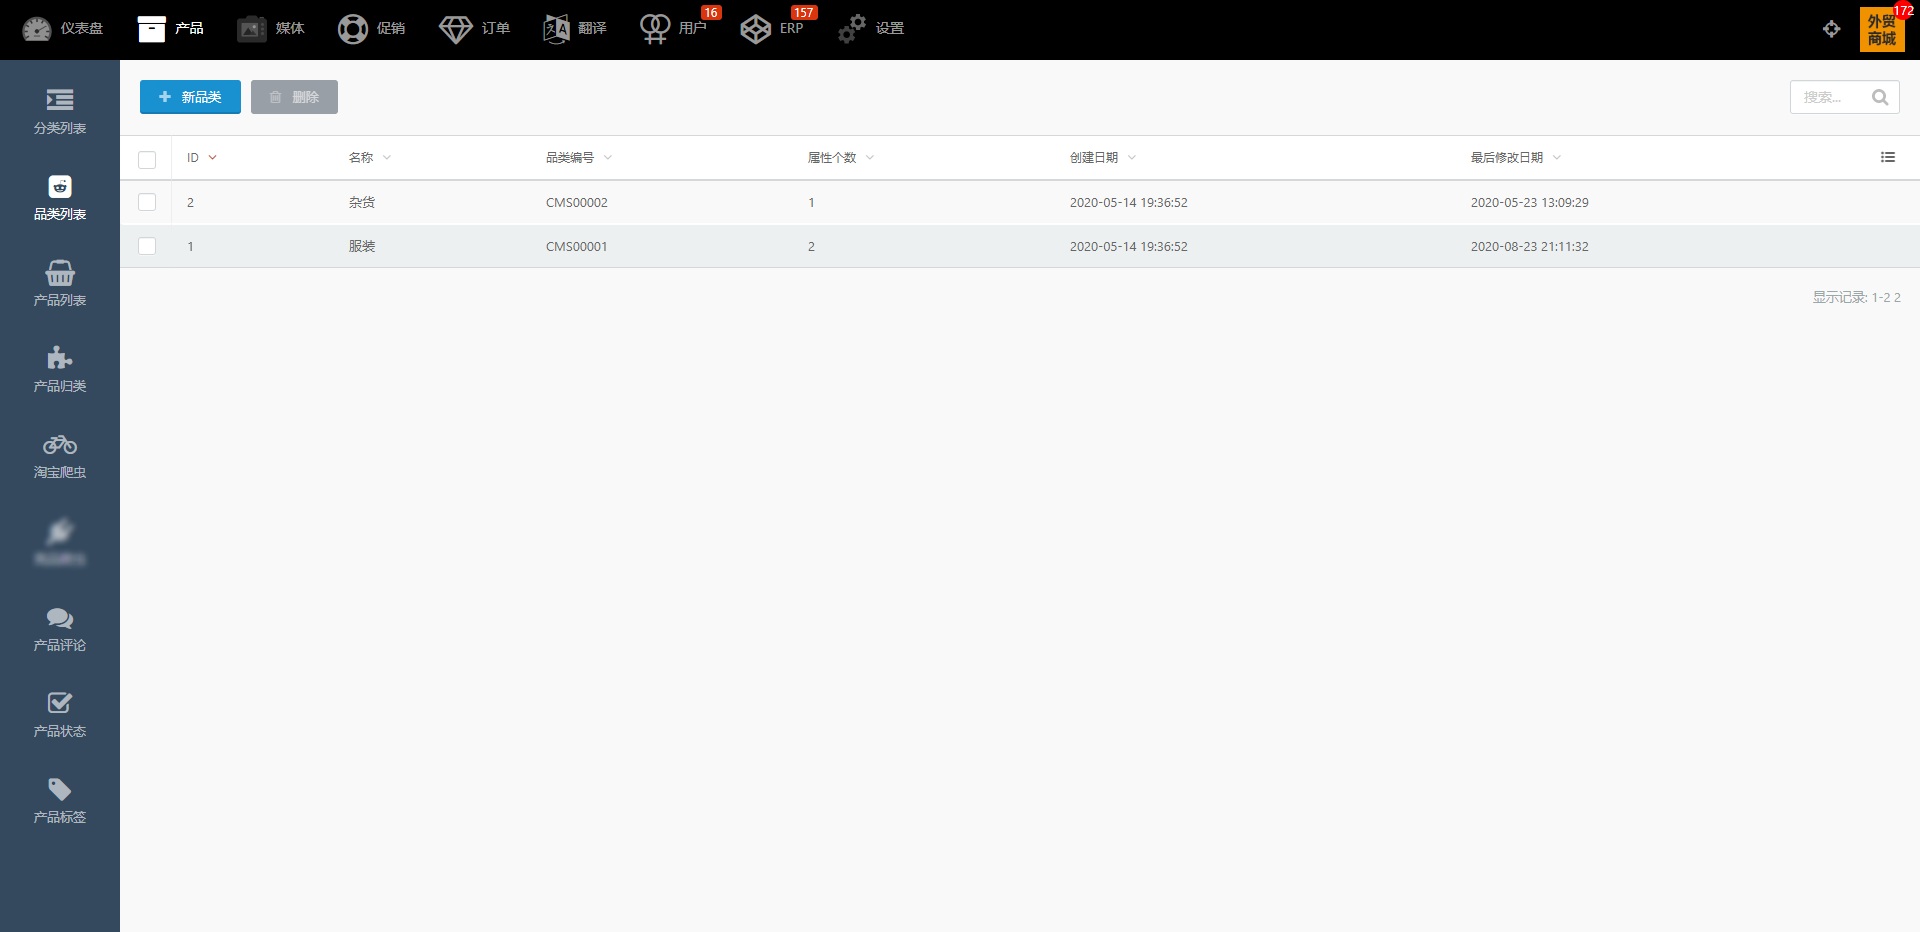 仪表盘
产品
媒体
促销
订单
翻译
用户
16
ERP
157
设置
外贸
商城
172
分类列表
品类列表
产品列表
产品归类
淘宝爬虫
产品评论
产品状态
产品标签
新品类
删除
搜索...
ID 名称 品类编号 属性个数 创建日期 最后修改日期
2 杂货 CMS00002 1 2020-05-14 19:36:52 2020-05-23 13:09:29
1 服装 CMS00001 2 2020-05-14 19:36:52 2020-08-23 21:11:32
显示记录: 1-2 2